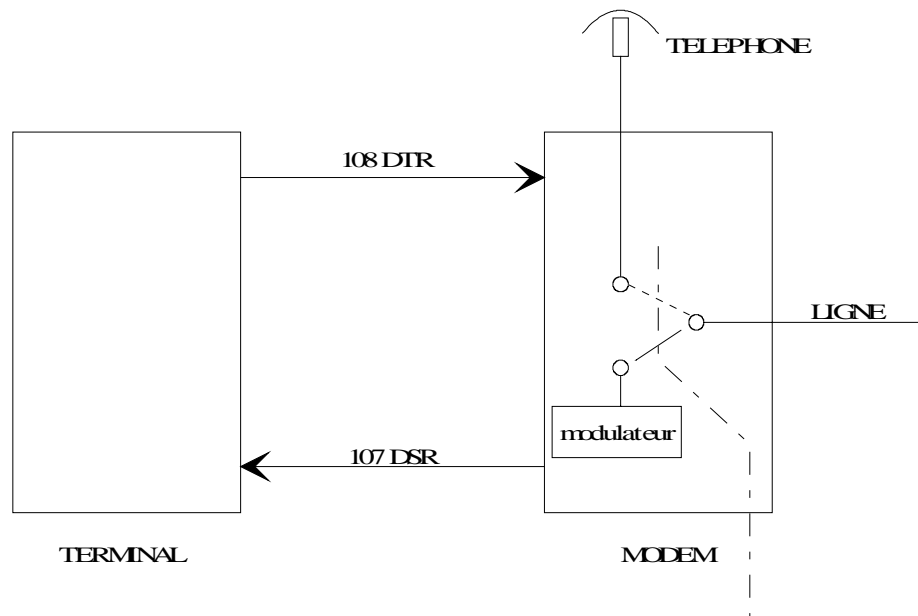 TELEPHONE
108 DTR
LIGNE
modulateur
107 DSR
TERMINAL
MODEM